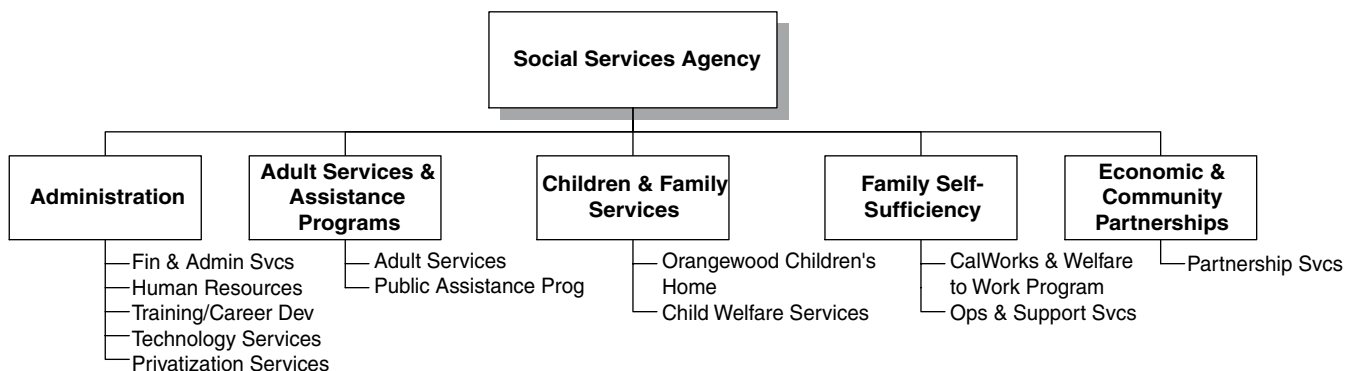 Social Services Agency
Administration
Adult Services &
Assistance
Programs
Children & Family
Services
Family Self-
Sufficiency
Economic &
Community
Partnerships
Fin & Admin Svcs
Human Resources
Training/Career Dev
Technology Services
Privatization Services
Adult Services
Public Assistance Prog
Orangewood Children's
Home
Child Welfare Services
CalWorks & Welfare
to Work Program
Ops & Support Svcs
Partnership Svcs